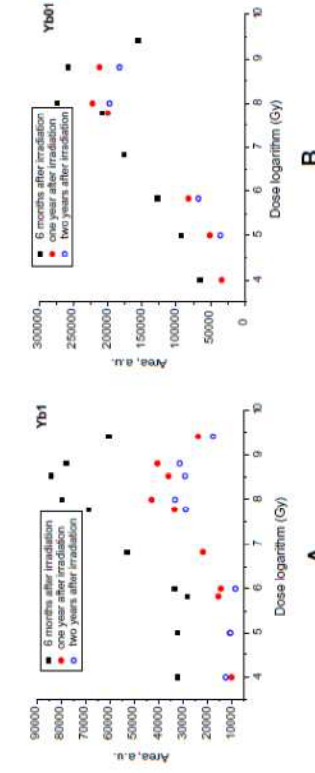 Yb1
90000
80000
70000
60000
50000
40000
30000
20000
10000
Area, a.u.
6 months after irradiation
one year after irradiation
two years after irradiation
4 5 6 7 8 9 10
Dose logarithm (Gy)
A
Yb01
300000
250000
200000
150000
100000
50000
0
Area, a.u.
6 months after irradiation
one year after irradiation
two years after irradiation
4 5 6 7 8 9 10
Dose logarithm (Gy)
B